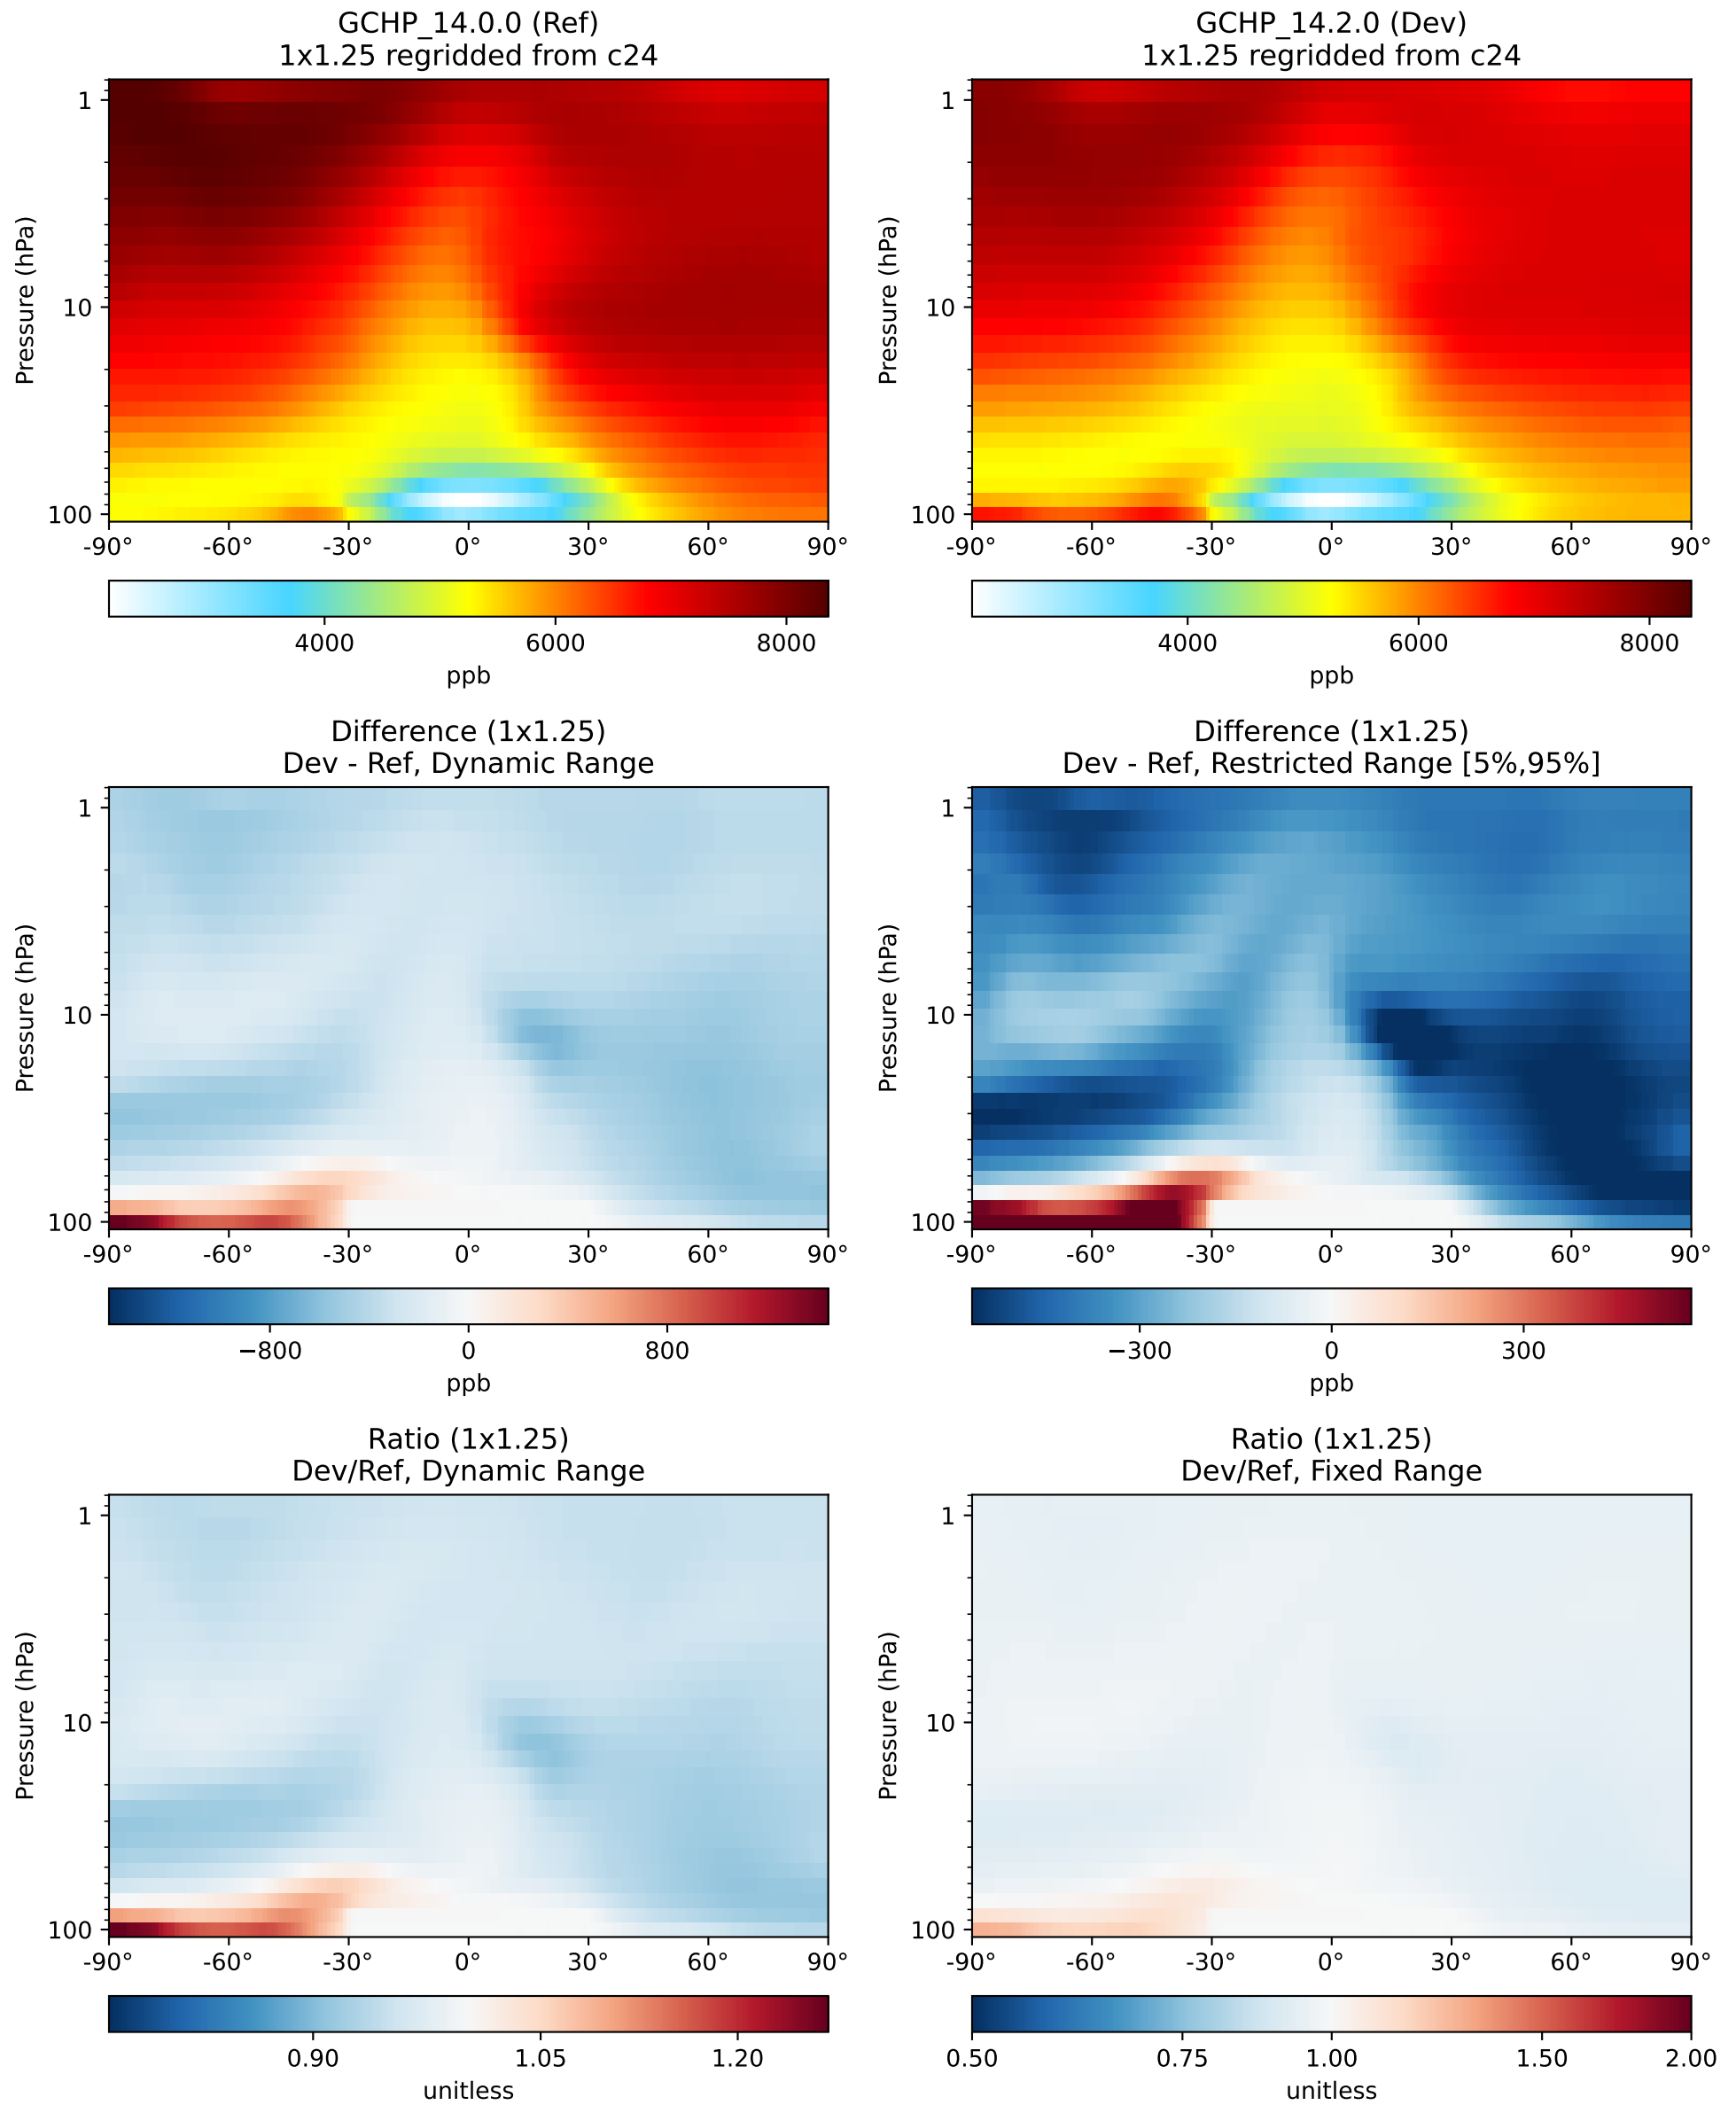 GCHP_14.0.0 (Ref)
1x1.25 regridded from c24
Pressure (hPa)
1
10
100
-90° -60° -30° 0° 30° 60° 90°
4000 6000 8000
ppb
GCHP_14.2.0 (Dev)
1x1.25 regridded from c24
Pressure (hPa)
1
10
100
-90° -60° -30° 0° 30° 60° 90°
4000 6000 8000
ppb
Difference (1x1.25)
Dev - Ref, Dynamic Range
Pressure (hPa)
1
10
100
-90° -60° -30° 0° 30° 60° 90°
−800 0 800
ppb
Difference (1x1.25)
Dev - Ref, Restricted Range [5%,95%]
Pressure (hPa)
1
10
100
-90° -60° -30° 0° 30° 60° 90°
−300 0 300
ppb
Ratio (1x1.25)
Dev/Ref, Dynamic Range
Pressure (hPa)
1
10
100
-90° -60° -30° 0° 30° 60° 90°
0.90 1.05 1.20
unitless
Ratio (1x1.25)
Dev/Ref, Fixed Range
Pressure (hPa)
1
10
100
-90° -60° -30° 0° 30° 60° 90°
0.50 0.75 1.00 1.50 2.00
unitless